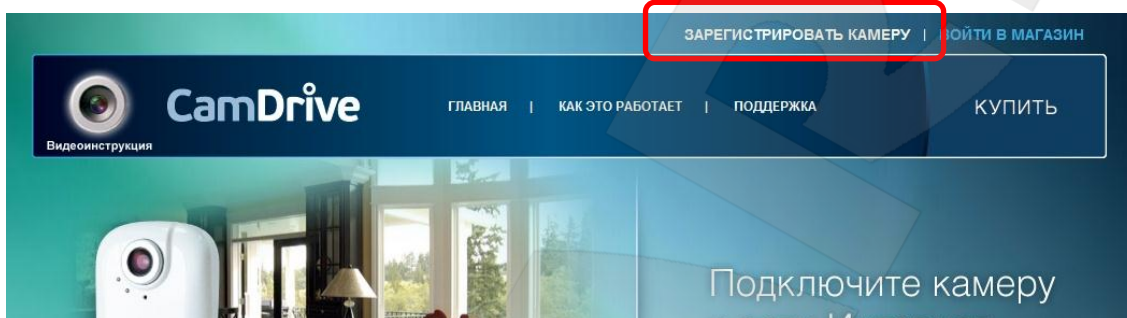 ЗАРЕГИСТРИРОВАТЬ КАМЕРУ | ВОЙТИ В МАГАЗИН
CamDrive ГЛАВНАЯ | КАК ЭТО РАБОТАЕТ | ПОДДЕРЖКА КУПИТЬ
Видеоинструкция
Подключите камеру